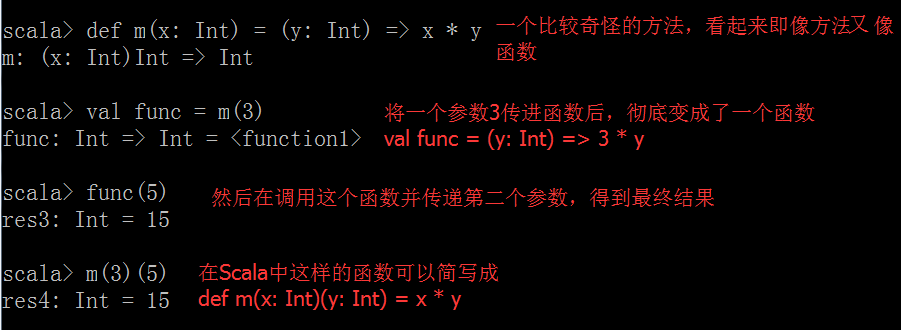 scala> def m(x: Int) = (y: Int) => x * y 一个比较奇怪的方法，看起来即像方法又像
m: (x: Int)Int => Int 函数
scala> val func = m(3) 将一个参数3传进函数后，彻底变成了一个函数
func: Int => Int = <function1> val func = (y: Int) => 3 * y
scala> func(5) 然后在调用这个函数并传递第二个参数，得到最终结果
res3: Int = 15
scala> m(3)(5) 在Scala中这样的函数可以简写成
res4: Int = 15 def m(x: Int)(y: Int) = x * y